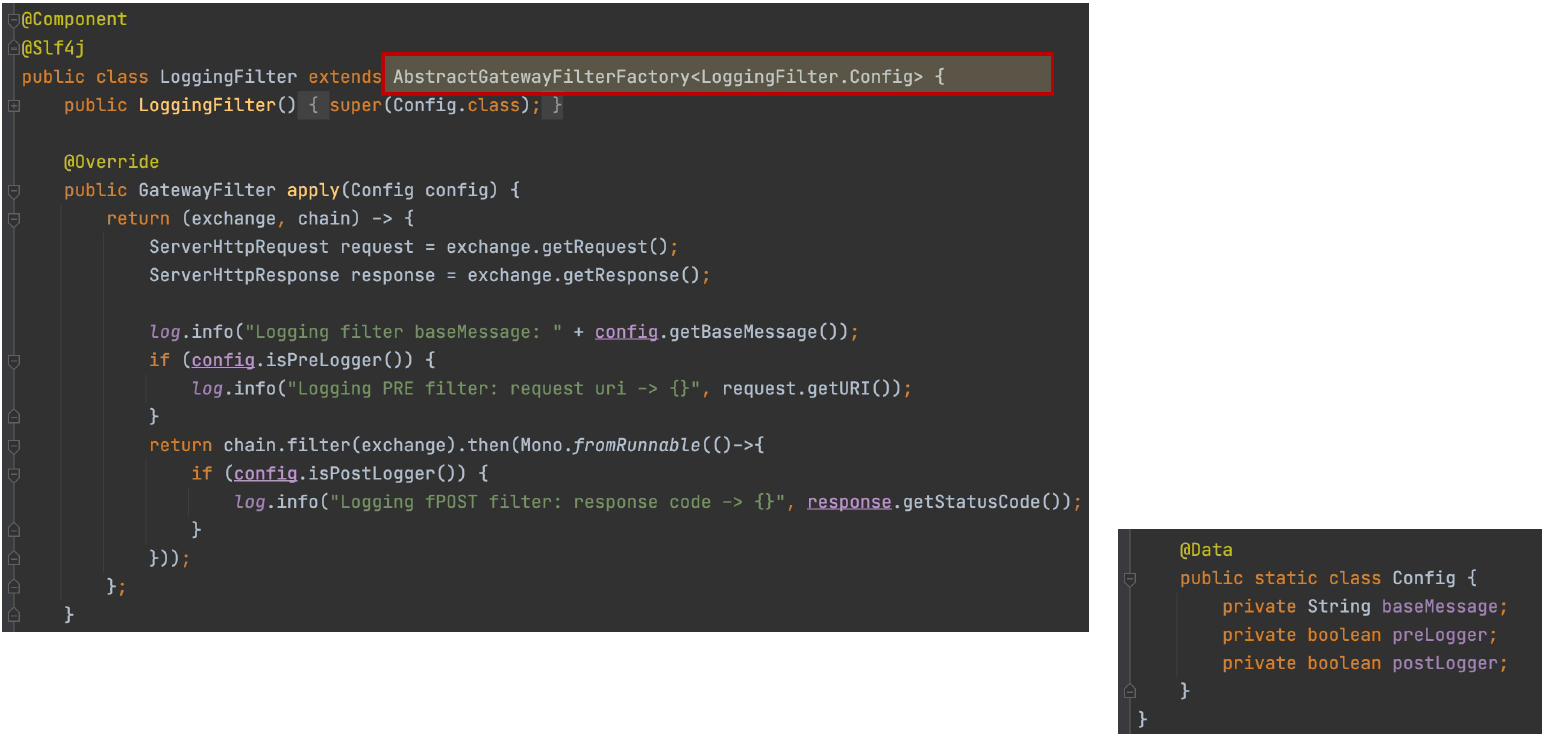 @Component
@Slf4j
public class LoggingFilter extends AbstractGatewayFilterFactory<LoggingFilter.Config> {
    public LoggingFilter() { super(Config.class); }

    @Override
    public GatewayFilter apply(Config config) {
        return (exchange, chain) -> {
            ServerHttpRequest request = exchange.getRequest();
            ServerHttpResponse response = exchange.getResponse();

            log.info("Logging filter baseMessage: " + config.getBaseMessage());
            if (config.isPreLogger()) {
                log.info("Logging PRE filter: request uri -> {}", request.getURI());
            }
            return chain.filter(exchange).then(Mono.fromRunnable(()->{
                if (config.isPostLogger()) {
                    log.info("Logging fPOST filter: response code -> {}", response.getStatusCode());
                }
            }));
        };
    }
    @Data
    public static class Config {
        private String baseMessage;
        private boolean preLogger;
        private boolean postLogger;
    }
}